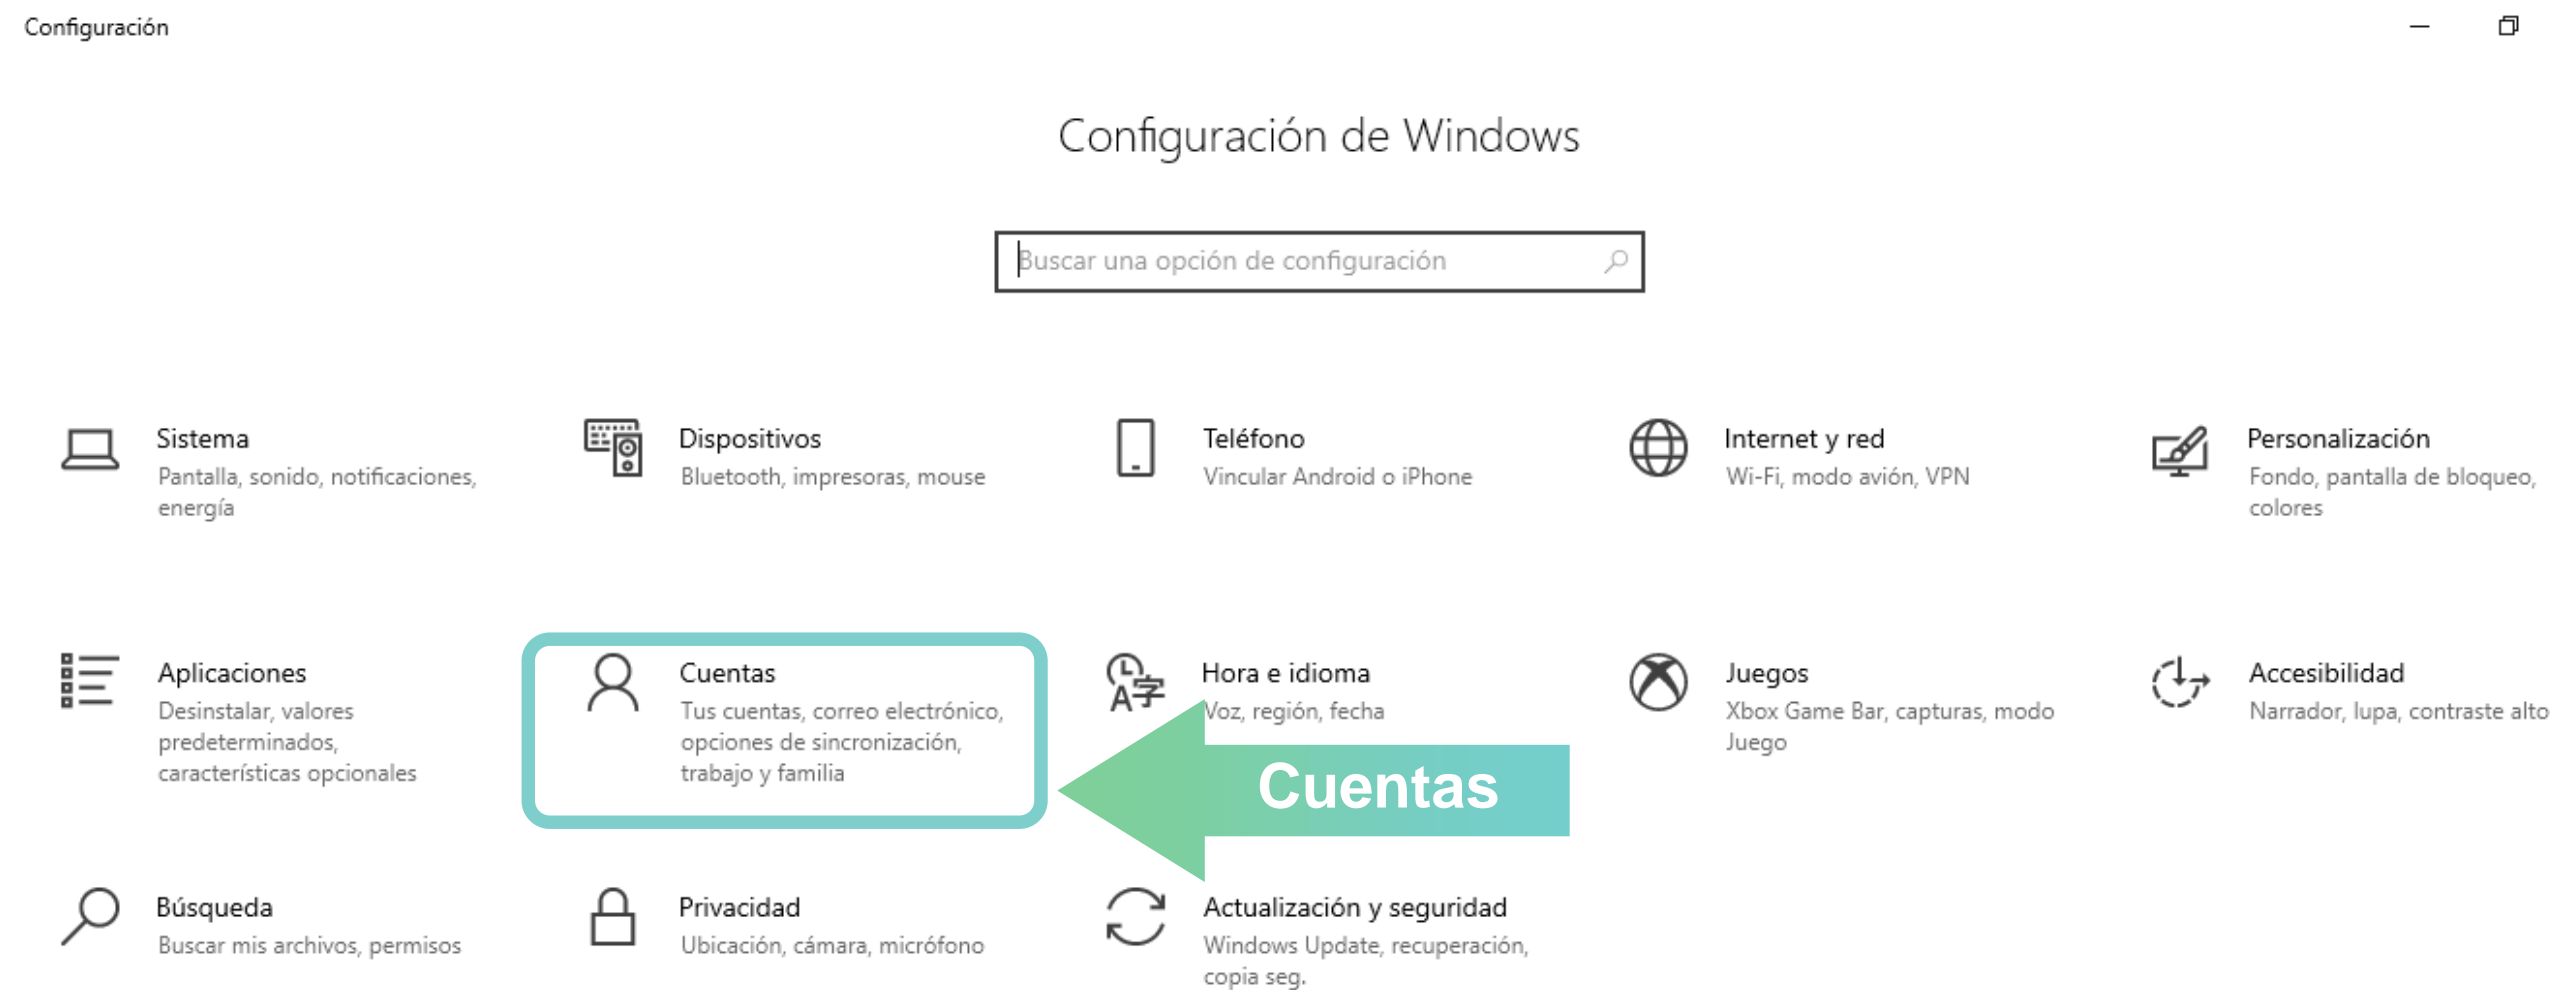 Configuración
Configuración de Windows
Buscar una opción de configuración
Sistema
Pantalla, sonido, notificaciones,
energía
Dispositivos
Bluetooth, impresoras, mouse
Teléfono
Vincular Android o iPhone
Internet y red
Wi-Fi, modo avión, VPN
Personalización
Fondo, pantalla de bloqueo,
colores
Aplicaciones
Desinstalar, valores
predeterminados,
características opcionales
Cuentas
Tus cuentas, correo electrónico,
opciones de sincronización,
trabajo y familia
Hora e idioma
Voz, región, fecha
Cuentas
Juegos
Xbox Game Bar, capturas, modo
Juego
Accesibilidad
Narrador, lupa, contraste alto
Búsqueda
Buscar mis archivos, permisos
Privacidad
Ubicación, cámara, micrófono
Actualización y seguridad
Windows Update, recuperación,
copia seg.